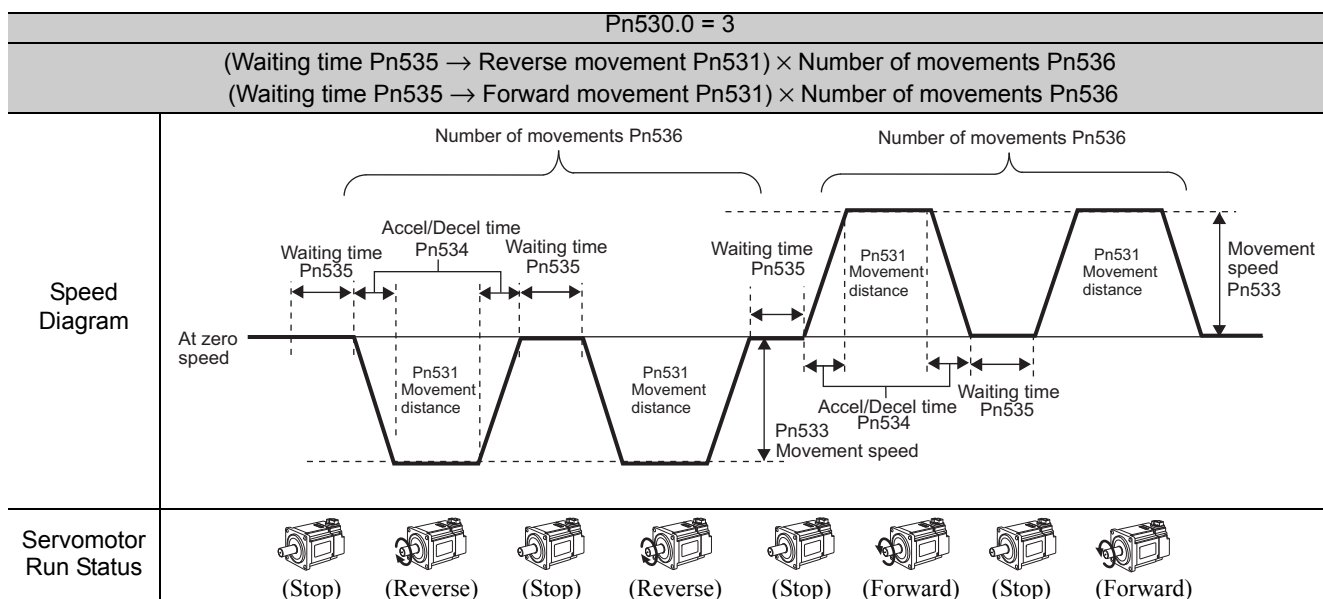 Pn530.0 = 3
(Waiting time Pn535 → Reverse movement Pn531) × Number of movements Pn536
(Waiting time Pn535 → Forward movement Pn531) × Number of movements Pn536
Speed
Diagram
Number of movements Pn536
Number of movements Pn536
Waiting time
Pn535
Accel/Decel time
Pn534
Waiting time
Pn535
Waiting time
Pn535
Pn531
Movement
distance
Pn531
Movement
distance
Movement
speed
Pn533
At zero
speed
Pn531
Movement
distance
Pn531
Movement
distance
Pn533
Movement speed
Accel/Decel time
Pn534
Waiting time
Pn535
Servomotor
Run Status
(Stop) (Reverse) (Stop) (Reverse) (Stop) (Forward) (Stop) (Forward)